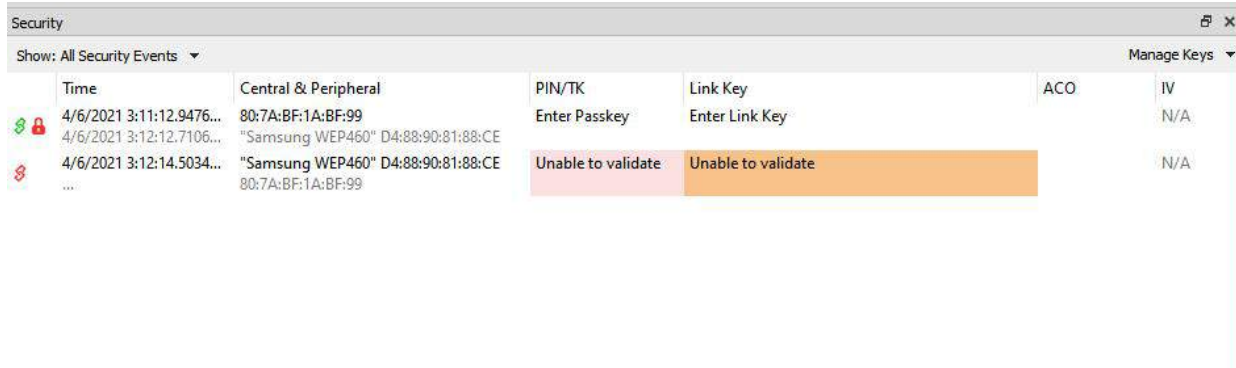 Security
Show: All Security Events Manage Keys
Time Central & Peripheral PIN/TK Link Key ACO IV
4/6/2021 3:11:12.9476... 80:7A:BF:1A:BF:99 Enter Passkey Enter Link Key N/A
4/6/2021 3:12:12.7106... "Samsung WEP460" D4:88:90:81:88:CE
4/6/2021 3:12:14.5034... "Samsung WEP460" D4:88:90:81:88:CE Unable to validate Unable to validate N/A
... 80:7A:BF:1A:BF:99